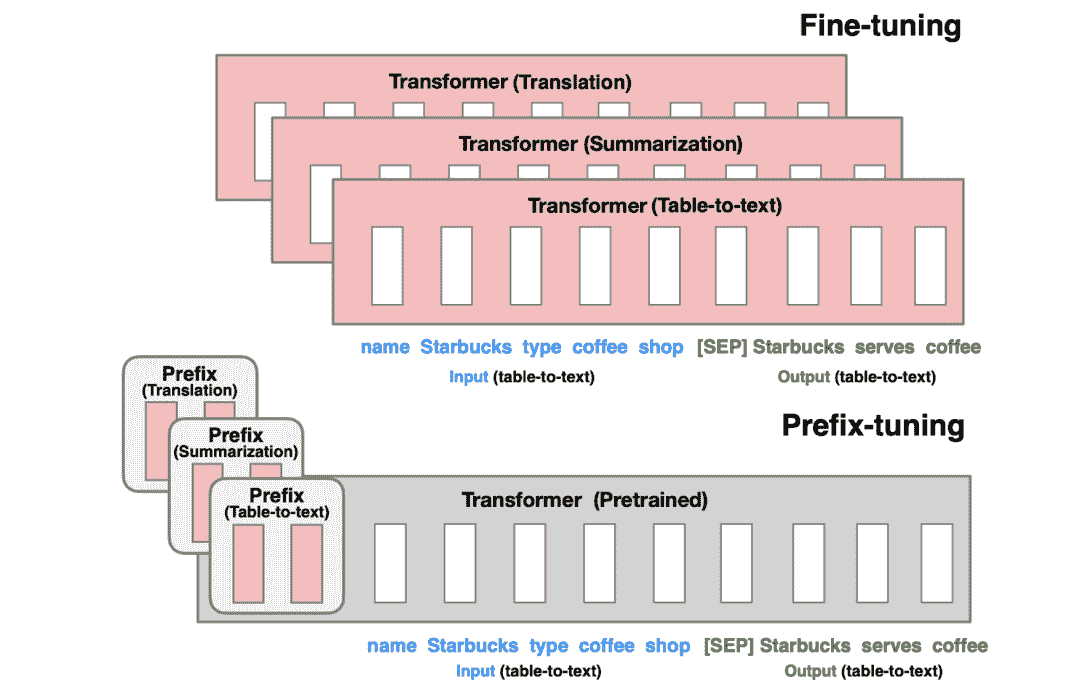 Fine-tuning
Transformer (Translation)
Transformer (Summarization)
Transformer (Table-to-text)
name Starbucks type coffee shop [SEP] Starbucks serves coffee
Input (table-to-text) Output (table-to-text)
Prefix
(Translation)
Prefix-tuning
Prefix
(Summarization)
Prefix
(Table-to-text)
Transformer (Pretrained)
name Starbucks type coffee shop [SEP] Starbucks serves coffee
Input (table-to-text) Output (table-to-text)